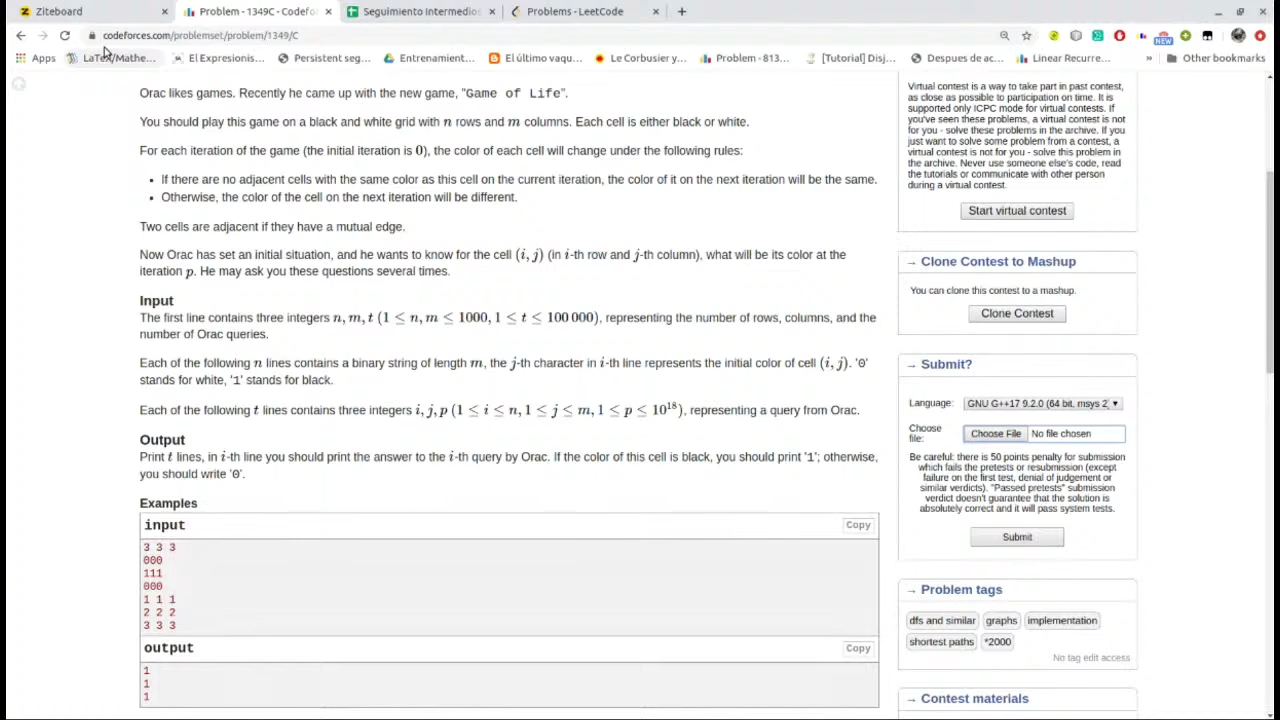 Ziteboard
Problem - 1349C - Codefo
Seguimiento Intermedios
Problems - LeetCode
codeforces.com/problemset/problem/1349/C
Apps
LaTeX/Mathe...
El Expresionis...
Persistent seg...
Entrenamient...
El último vaqu...
Le Corbusier y...
Problem - 813...
[Tutorial] Disj...
Despues de ac...
Linear Recurre...
»
Other bookmarks
NEW
Orac likes games. Recently he came up with the new game, "Game of Life".
You should play this game on a black and white grid with n rows and m columns. Each cell is either black or white.
For each iteration of the game (the initial iteration is 0), the color of each cell will change under the following rules:
• If there are no adjacent cells with the same color as this cell on the current iteration, the color of it on the next iteration will be the same.
• Otherwise, the color of the cell on the next iteration will be different.
Two cells are adjacent if they have a mutual edge.
Now Orac has set an initial situation, and he wants to know for the cell (i, j) (in i-th row and j-th column), what will be its color at the
iteration p. He may ask you these questions several times.
Input
The first line contains three integers n, m, t (1 ≤ n, m ≤ 1000, 1 ≤ t ≤ 100 000), representing the number of rows, columns, and the
number of Orac queries.
Each of the following n lines contains a binary string of length m, the j-th character in i-th line represents the initial color of cell (i, j). '0'
stands for white, '1' stands for black.
Each of the following t lines contains three integers i, j, p (1 ≤ i ≤ n, 1 ≤ j ≤ m, 1 ≤ p ≤ 10^18), representing a query from Orac.
Output
Print t lines, in i-th line you should print the answer to the i-th query by Orac. If the color of this cell is black, you should print '1'; otherwise,
you should write '0'.
Examples
input
Copy
3 3 3
000
111
000
1 1 1
2 2 2
3 3 3
output
Copy
1
1
1
Virtual contest is a way to take part in past contest,
as close as possible to participation on time. It is
supported only ICPC mode for virtual contests. If
you've seen these problems, a virtual contest is not
for you - solve these problems in the archive. If you
just want to solve some problem from a contest, a
virtual contest is not for you - solve this problem in
the archive. Never use someone else's code, read
the tutorials or communicate with other person
during a virtual contest.
Start virtual contest
→ Clone Contest to Mashup
You can clone this contest to a mashup.
Clone Contest
→ Submit?
Language:
GNU G++17 9.2.0 (64 bit, msys 2)
Choose
file:
Choose File
No file chosen
Be careful: there is 50 points penalty for submission
which fails the pretests or resubmission (except
failure on the first test, denial of judgement or
similar verdicts). "Passed pretests" submission
verdict doesn't guarantee that the solution is
absolutely correct and it will pass system tests.
Submit
→ Problem tags
dfs and similar
graphs
implementation
shortest paths
*2000
No tag edit access
→ Contest materials